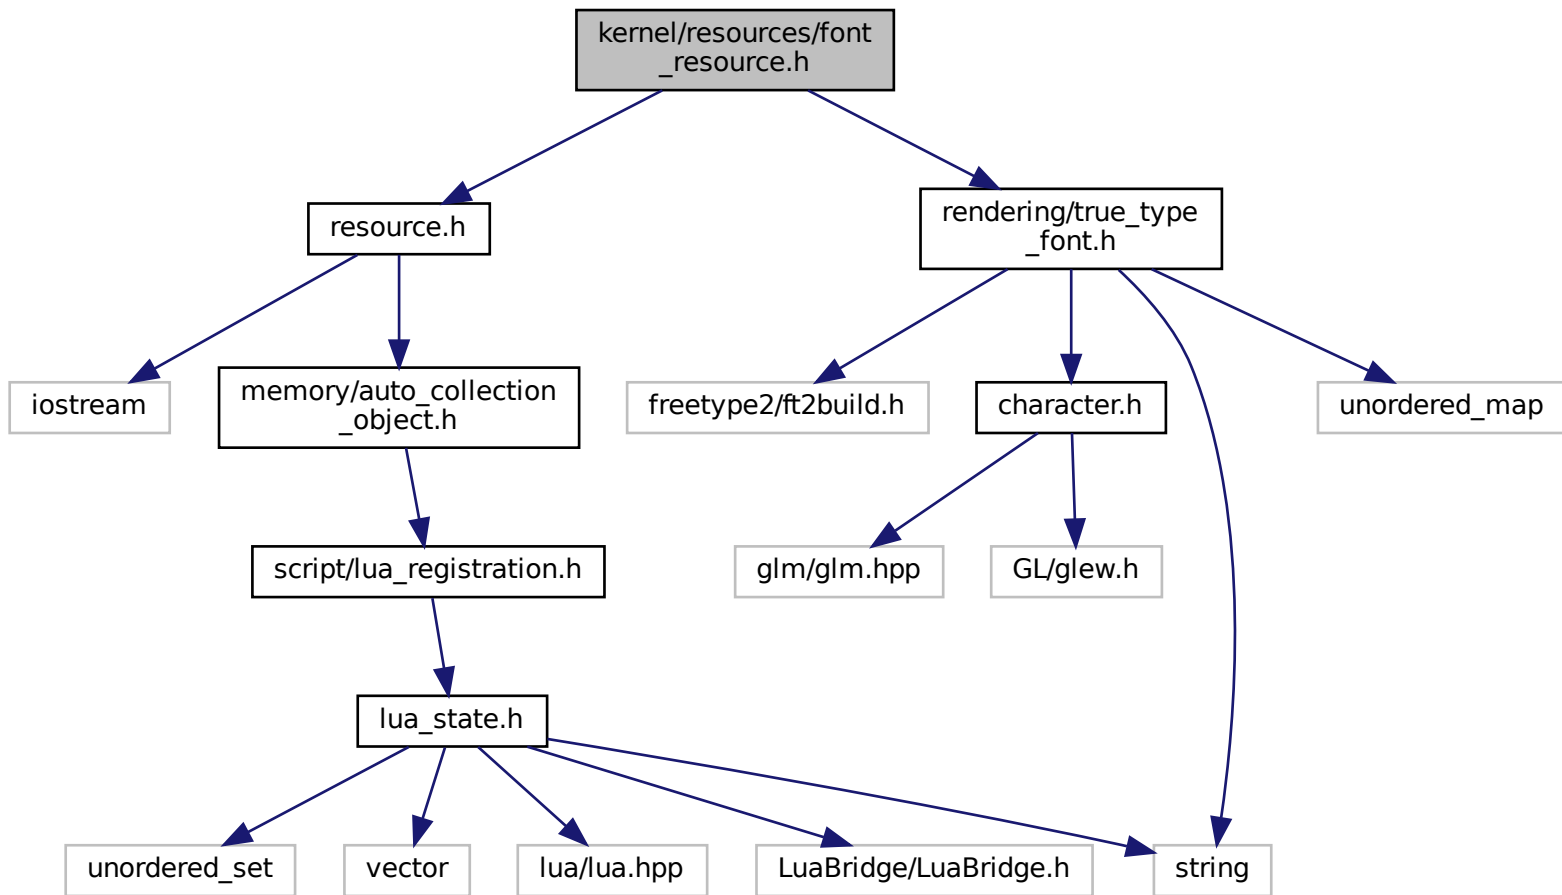 kernel/resources/font
_resource.h
resource.h
rendering/true_type
_font.h
iostream
memory/auto_collection
_object.h
freetype2/ft2build.h
character.h
unordered_map
script/lua_registration.h
glm/glm.hpp
GL/glew.h
lua_state.h
unordered_set
vector
lua/lua.hpp
LuaBridge/LuaBridge.h
string